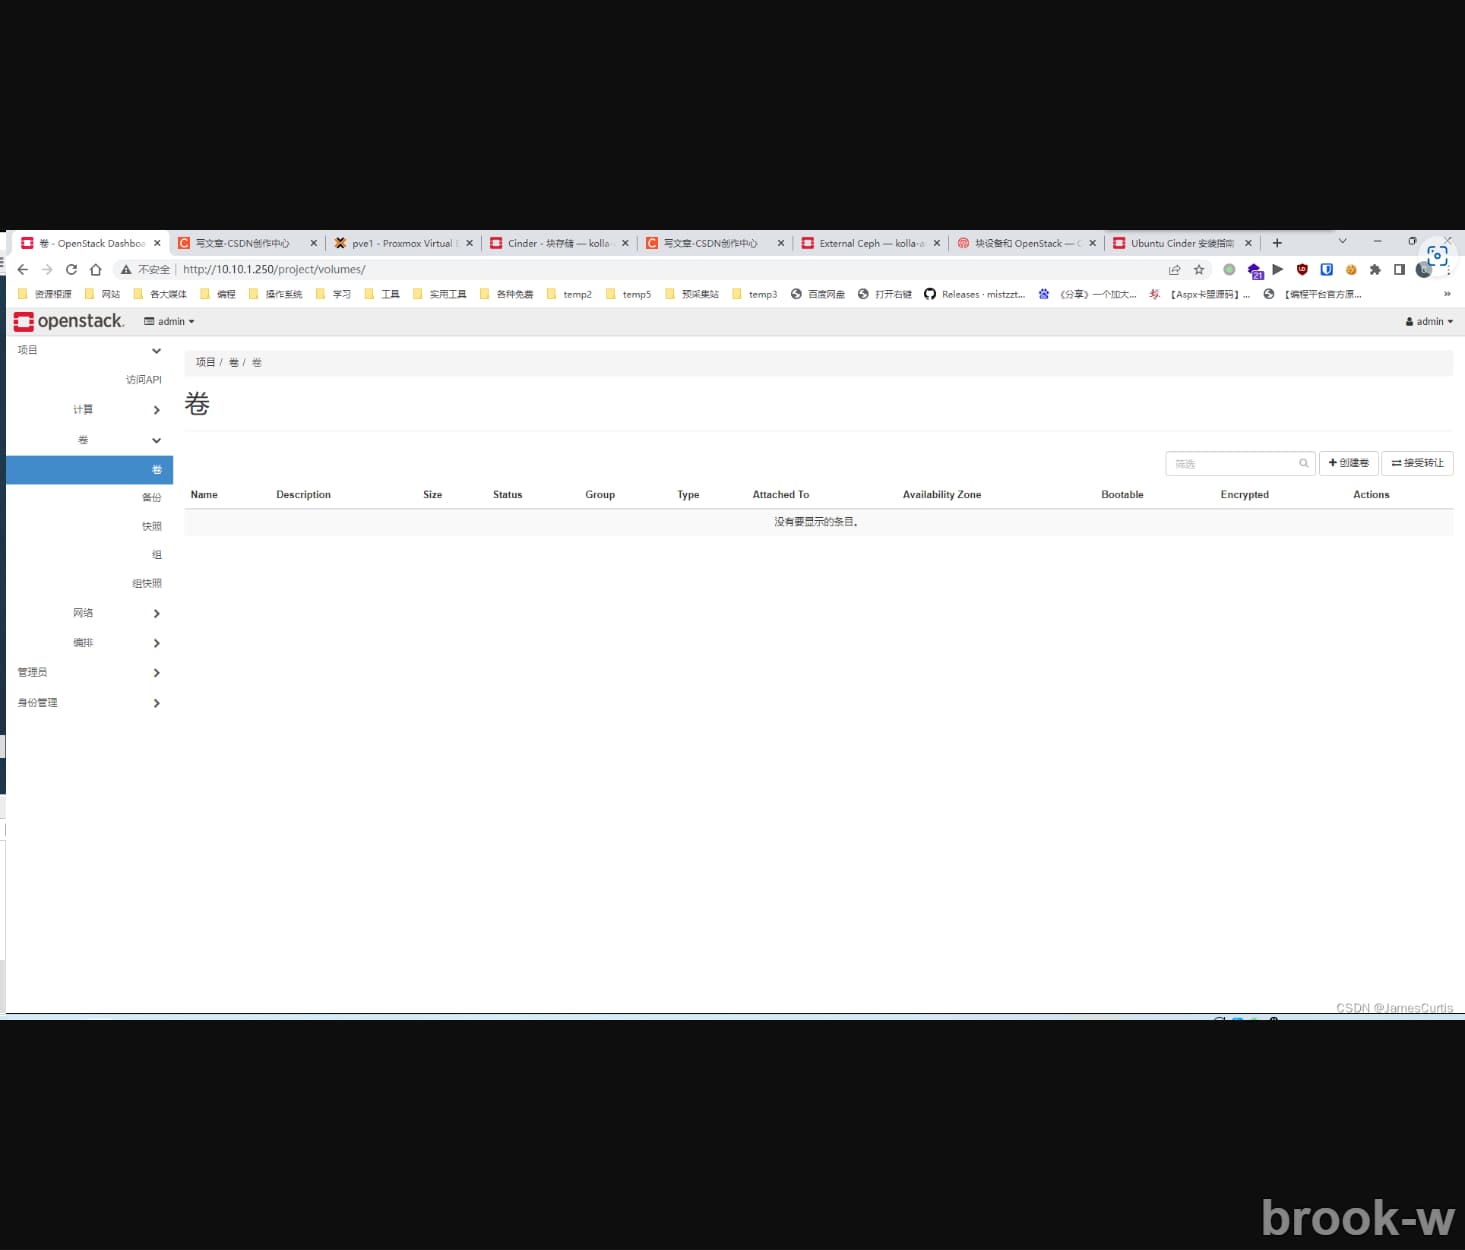 卷 - OpenStack Dashboa
写文章-CSDN创作中心
pve1 - Proxmox Virtual E
Cinder - 块存储 — kolla-
写文章-CSDN创作中心
External Ceph — kolla-a
块设备和 OpenStack — C
Ubuntu Cinder 安装指南
不安全
http://10.10.1.250/project/volumes/
21
资源根源 网站 各大媒体 编程 操作系统 学习 工具 实用工具 各种免费 temp2 temp5 预采集站 temp3 百度网盘 打开右键 Releases · mistzzt... 《分享》一个加大... 【Aspx卡盟源码】... 【编程平台官方原... »
openstack. admin admin
项目
访问API
计算
卷
卷
备份
快照
组
组快照
网络
编排
管理员
身份管理
项目 / 卷 / 卷
卷
筛选 创建卷 接受转让
Name Description Size Status Group Type Attached To Availability Zone Bootable Encrypted Actions
没有要显示的条目。
CSDN @JamesCurtis
brook-w